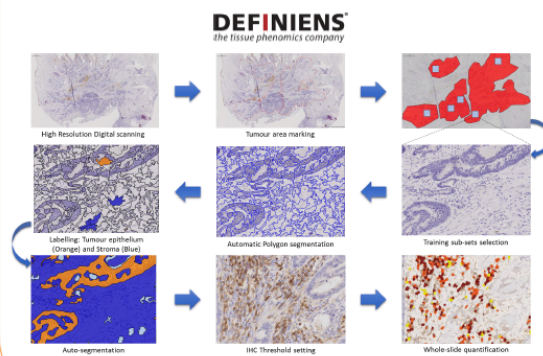 DEFINIENS®
the tissue phenomics company
High Resolution Digital scanning
Tumour area marking
Labelling: Tumour epithelium
(Orange) and Stroma (Blue)
Automatic Polygon segmentation
Training sub-sets selection
Auto-segmentation
IHC Threshold setting
Whole-slide quantification